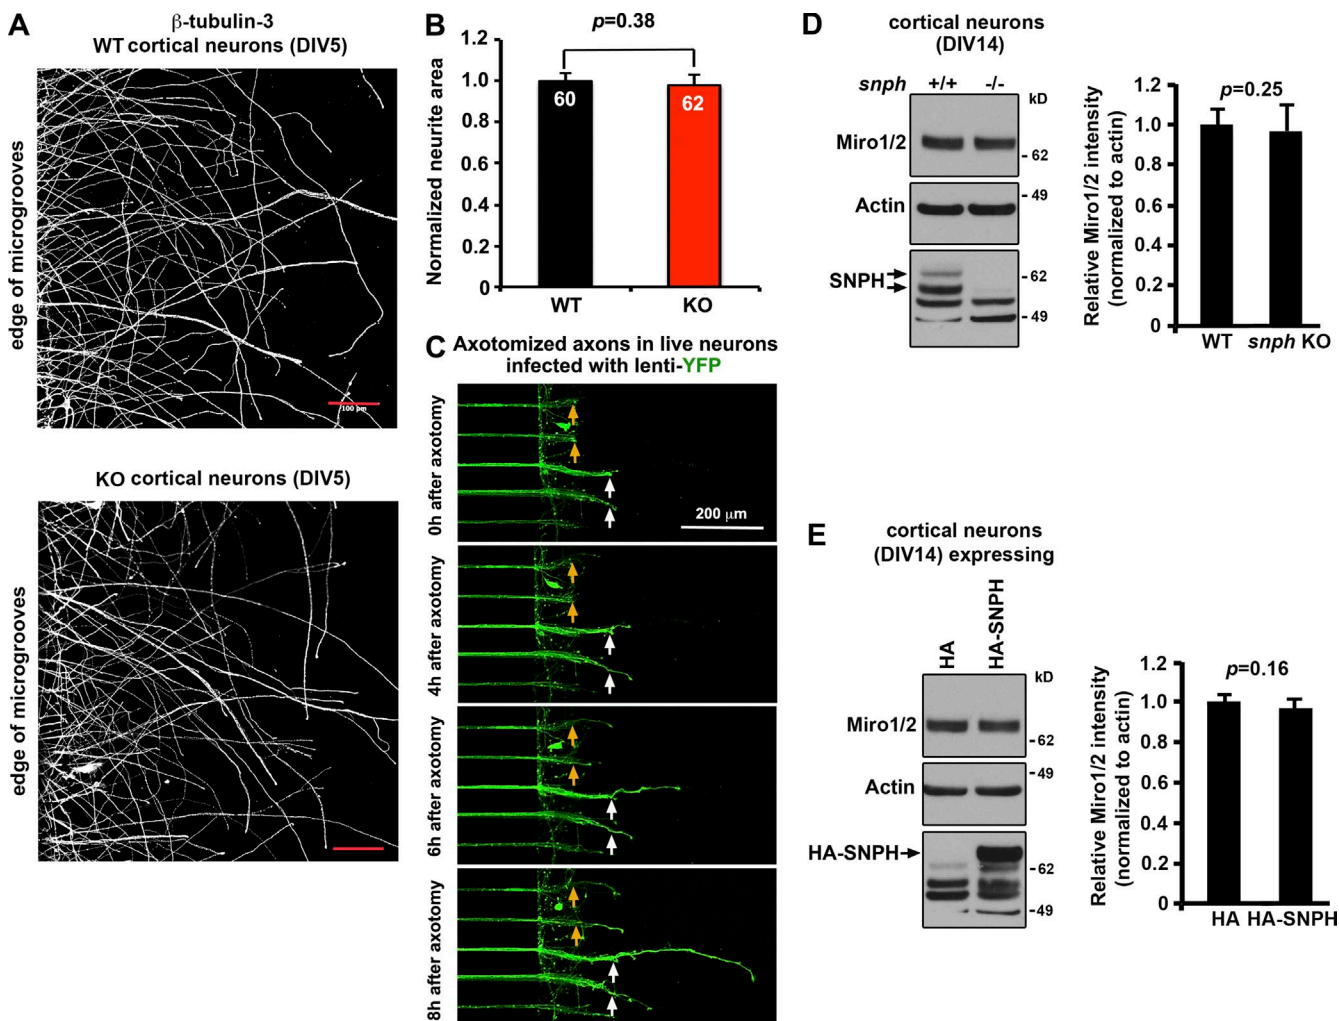 A
β-tubulin-3
WT cortical neurons (DIV5)
edge of microgrooves
100 µm
KO cortical neurons (DIV5)
edge of microgrooves
B
p=0.38
Normalized neurite area
1.2
1.0
0.8
0.6
0.4
0.2
0
60
62
WT
KO
C
Axotomized axons in live neurons
infected with lenti-YFP
0h after axotomy
200 µm
4h after axotomy
6h after axotomy
8h after axotomy
D
cortical neurons
(DIV14)
snph +/+ -/-
kD
Miro1/2
- 62
- 49
Actin
SNPH
- 62
- 49
Relative Miro1/2 intensity
(normalized to actin)
1.2
1.0
0.8
0.6
0.4
0.2
0
p=0.25
WT snph KO
E
cortical neurons
(DIV14) expressing
HA
HA-SNPH
kD
Miro1/2
- 62
- 49
Actin
HA-SNPH
- 62
- 49
Relative Miro1/2 intensity
(normalized to actin)
1.2
1.0
0.8
0.6
0.4
0.2
0
p=0.16
HA HA-SNPH